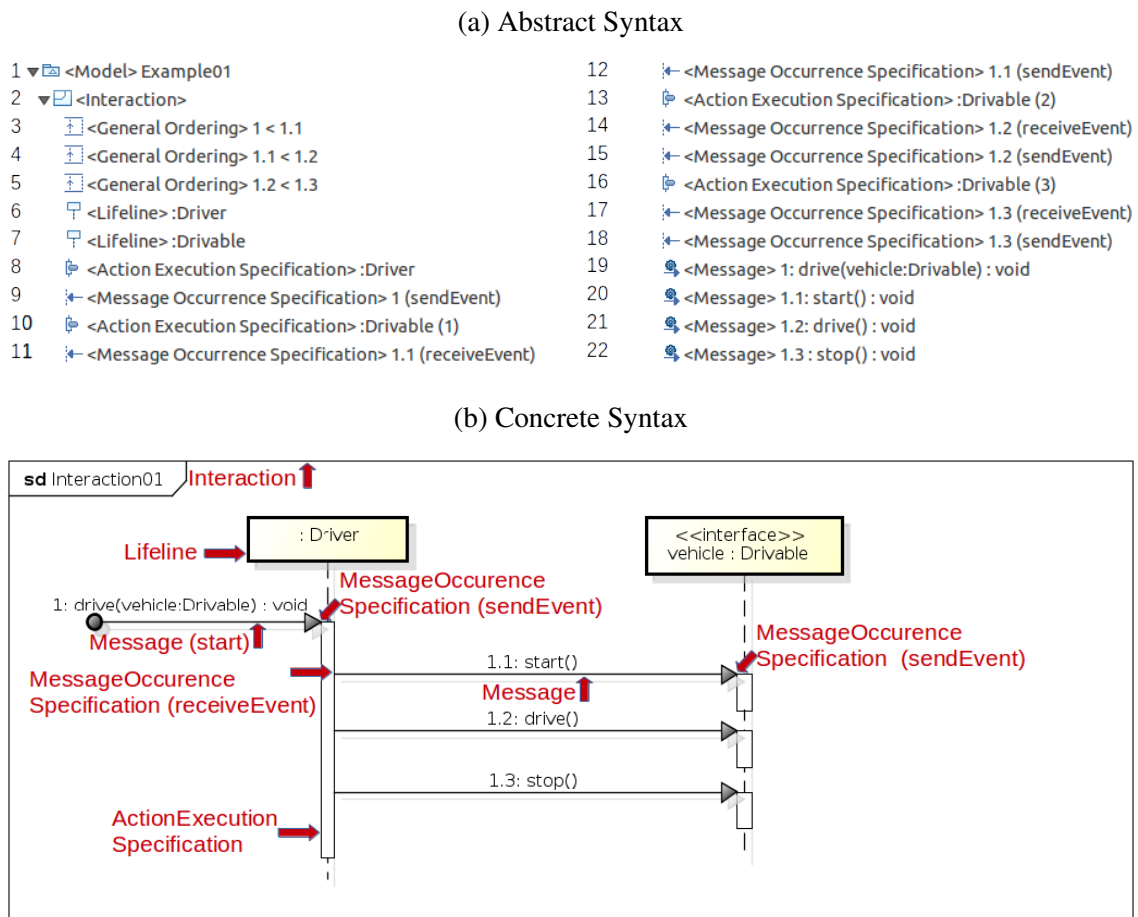 (a) Abstract Syntax
1 <Model> Example01
2 <Interaction>
3 <General Ordering> 1 < 1.1
4 <General Ordering> 1.1 < 1.2
5 <General Ordering> 1.2 < 1.3
6 <Lifeline> :Driver
7 <Lifeline> :Drivable
8 <Action Execution Specification> :Driver
9 <Message Occurrence Specification> 1 (sendEvent)
10 <Action Execution Specification> :Drivable (1)
11 <Message Occurrence Specification> 1.1 (receiveEvent)
12 <Message Occurrence Specification> 1.1 (sendEvent)
13 <Action Execution Specification> :Drivable (2)
14 <Message Occurrence Specification> 1.2 (receiveEvent)
15 <Message Occurrence Specification> 1.2 (sendEvent)
16 <Action Execution Specification> :Drivable (3)
17 <Message Occurrence Specification> 1.3 (receiveEvent)
18 <Message Occurrence Specification> 1.3 (sendEvent)
19 <Message> 1: drive(vehicle:Drivable) : void
20 <Message> 1.1: start() : void
21 <Message> 1.2: drive() : void
22 <Message> 1.3 : stop() : void
(b) Concrete Syntax
sd Interaction01
Interaction
: Driver
<<interface>>
vehicle : Drivable
Lifeline
MessageOccurence
Specification (sendEvent)
1: drive(vehicle:Drivable) : void
Message (start)
MessageOccurence
Specification (sendEvent)
1.1: start()
MessageOccurence
Specification (receiveEvent)
Message
1.2: drive()
1.3: stop()
ActionExecution
Specification